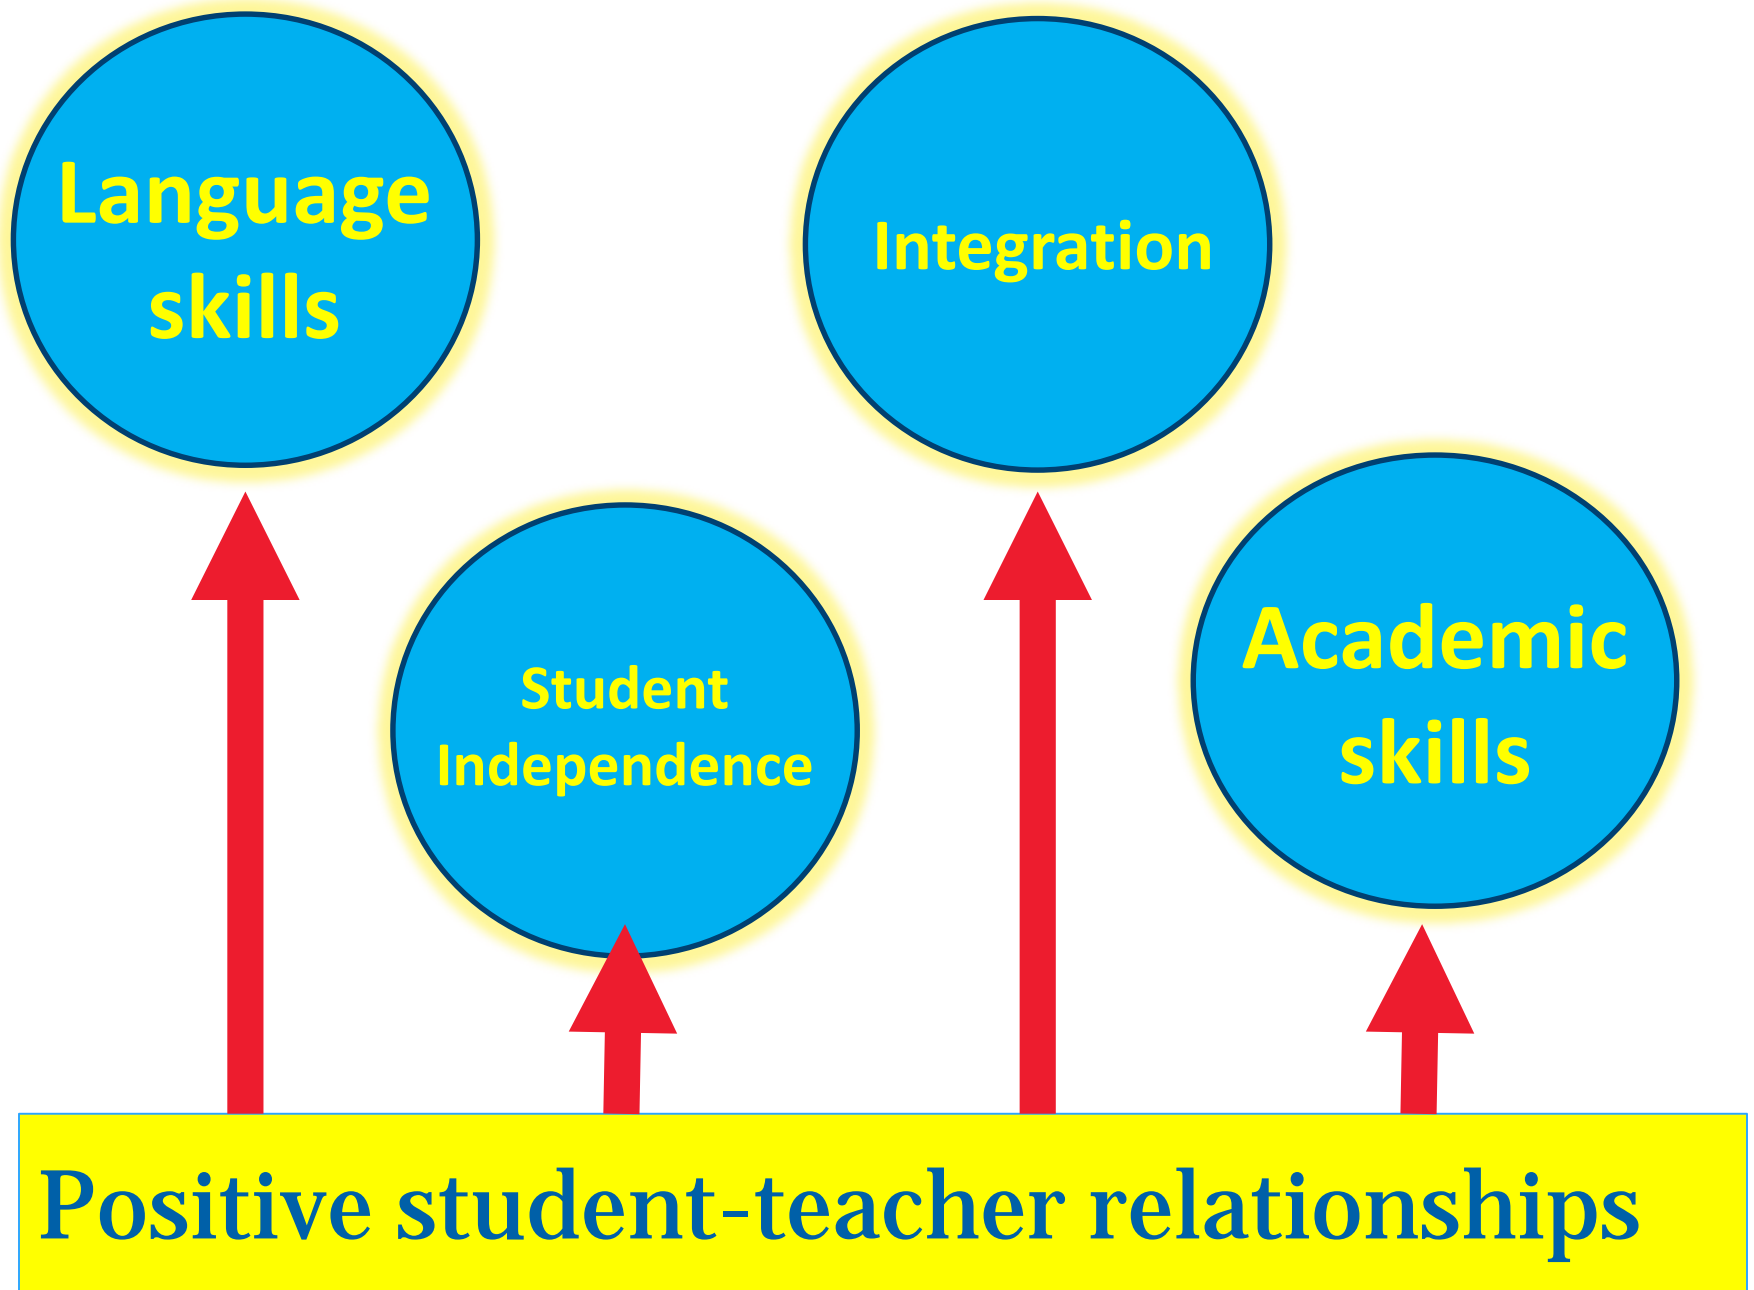 Language
skills
Integration
Student
Independence
Academic
skills
Positive student-teacher relationships